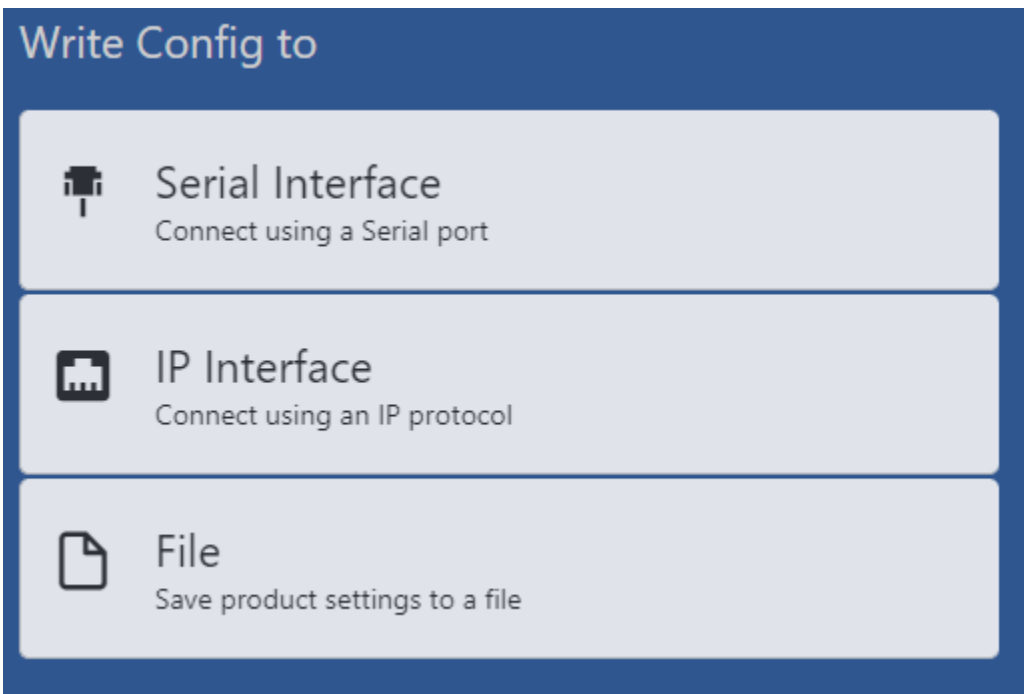 Write Config to
Serial Interface
Connect using a Serial port
IP Interface
Connect using an IP protocol
File
Save product settings to a file